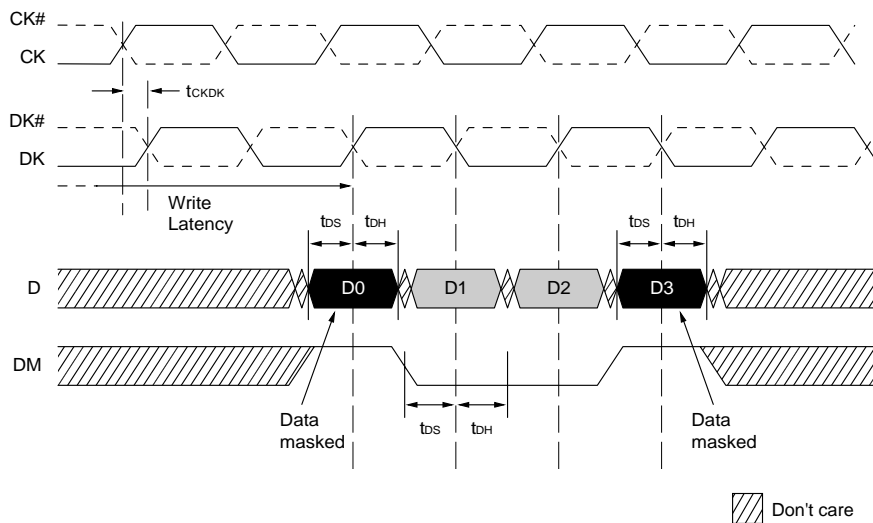 CK#
CK
tCKDK
DK#
DK
Write
Latency
tDS
tDH
tDS
tDH
D
D0
D1
D2
D3
DM
Data
masked
tDS
tDH
Data
masked
Don't care